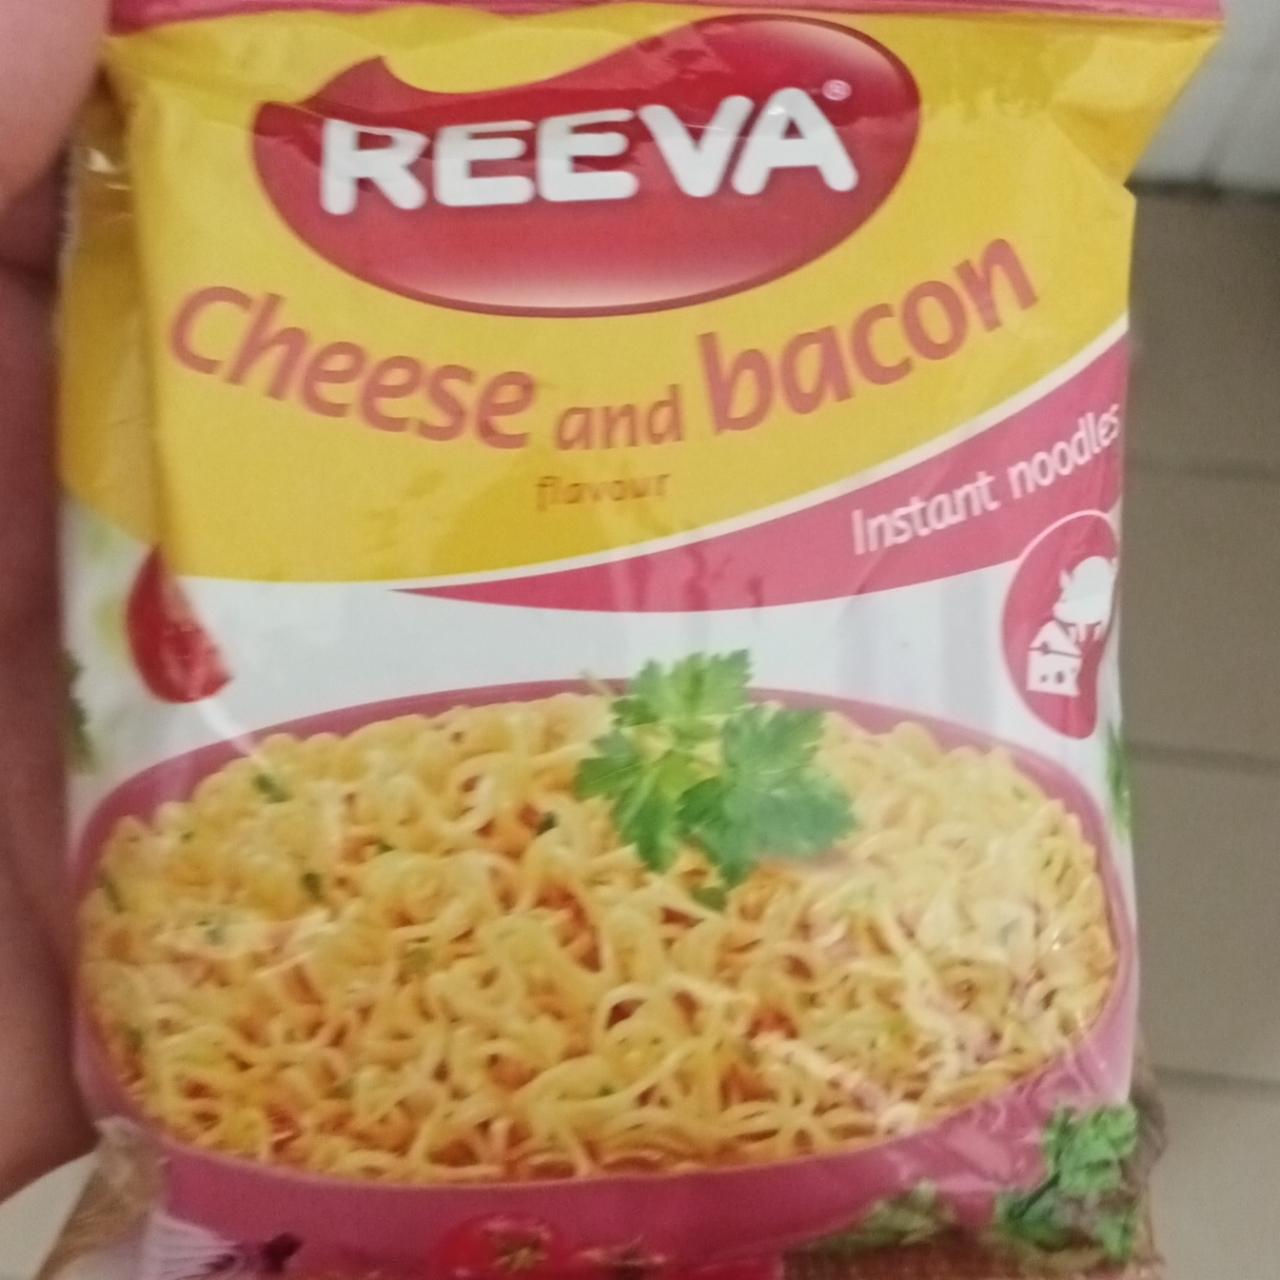 REEVA®
Cheese and bacon
flavour
Instant noodles